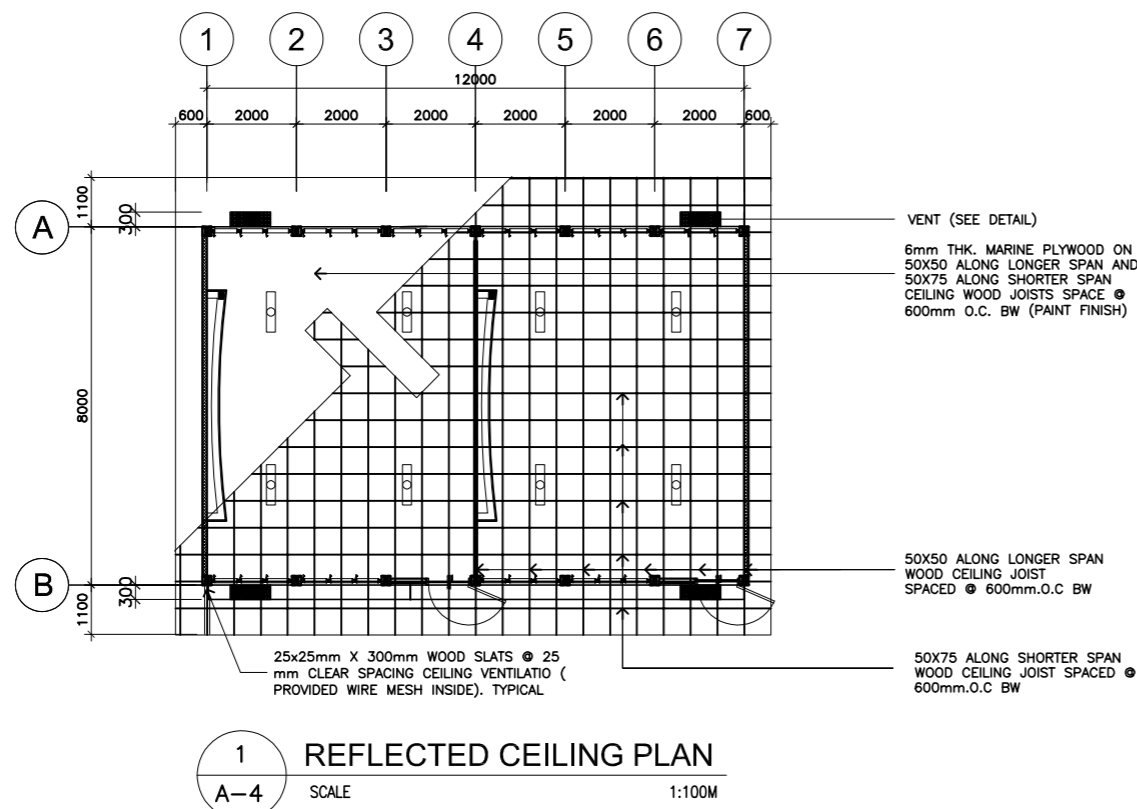 1 2 3 4 5 6 7
12000
600 2000 2000 2000 2000 2000 2000 600
1100
300
A
8000
B
300
1100
VENT (SEE DETAIL)
6mm THK. MARINE PLYWOOD ON
50X50 ALONG LONGER SPAN AND
50X75 ALONG SHORTER SPAN
CEILING WOOD JOISTS SPACE @
600mm O.C. BW (PAINT FINISH)
50X50 ALONG LONGER SPAN
WOOD CEILING JOIST
SPACED @ 600mm.O.C BW
50X75 ALONG SHORTER SPAN
WOOD CEILING JOIST SPACED @
600mm.O.C BW
25x25mm X 300mm WOOD SLATS @ 25
mm CLEAR SPACING CEILING VENTILATIO (
PROVIDED WIRE MESH INSIDE). TYPICAL
1
A-4
REFLECTED CEILING PLAN
SCALE 1:100M